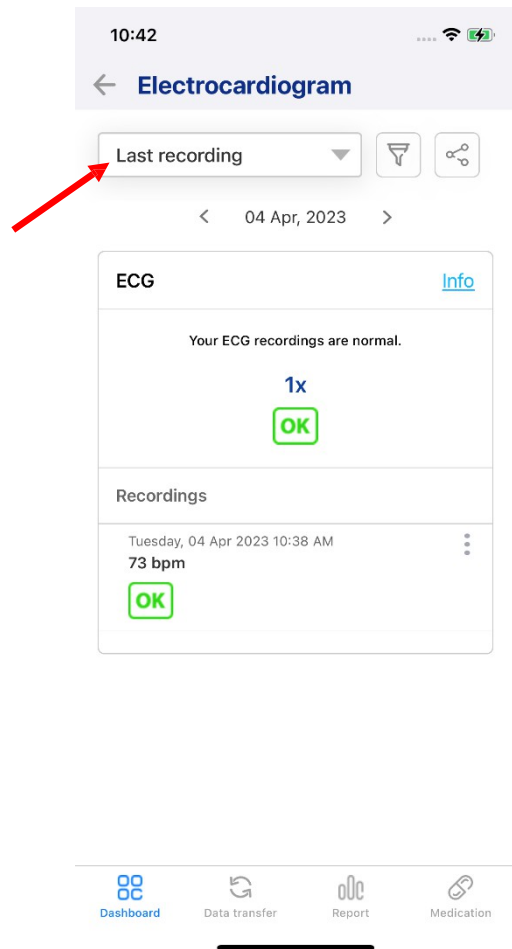 10:42
Electrocardiogram
Last recording
04 Apr, 2023
ECG Info
Your ECG recordings are normal.
1x
OK
Recordings
Tuesday, 04 Apr 2023 10:38 AM
73 bpm
OK
Dashboard Data transfer Report Medication